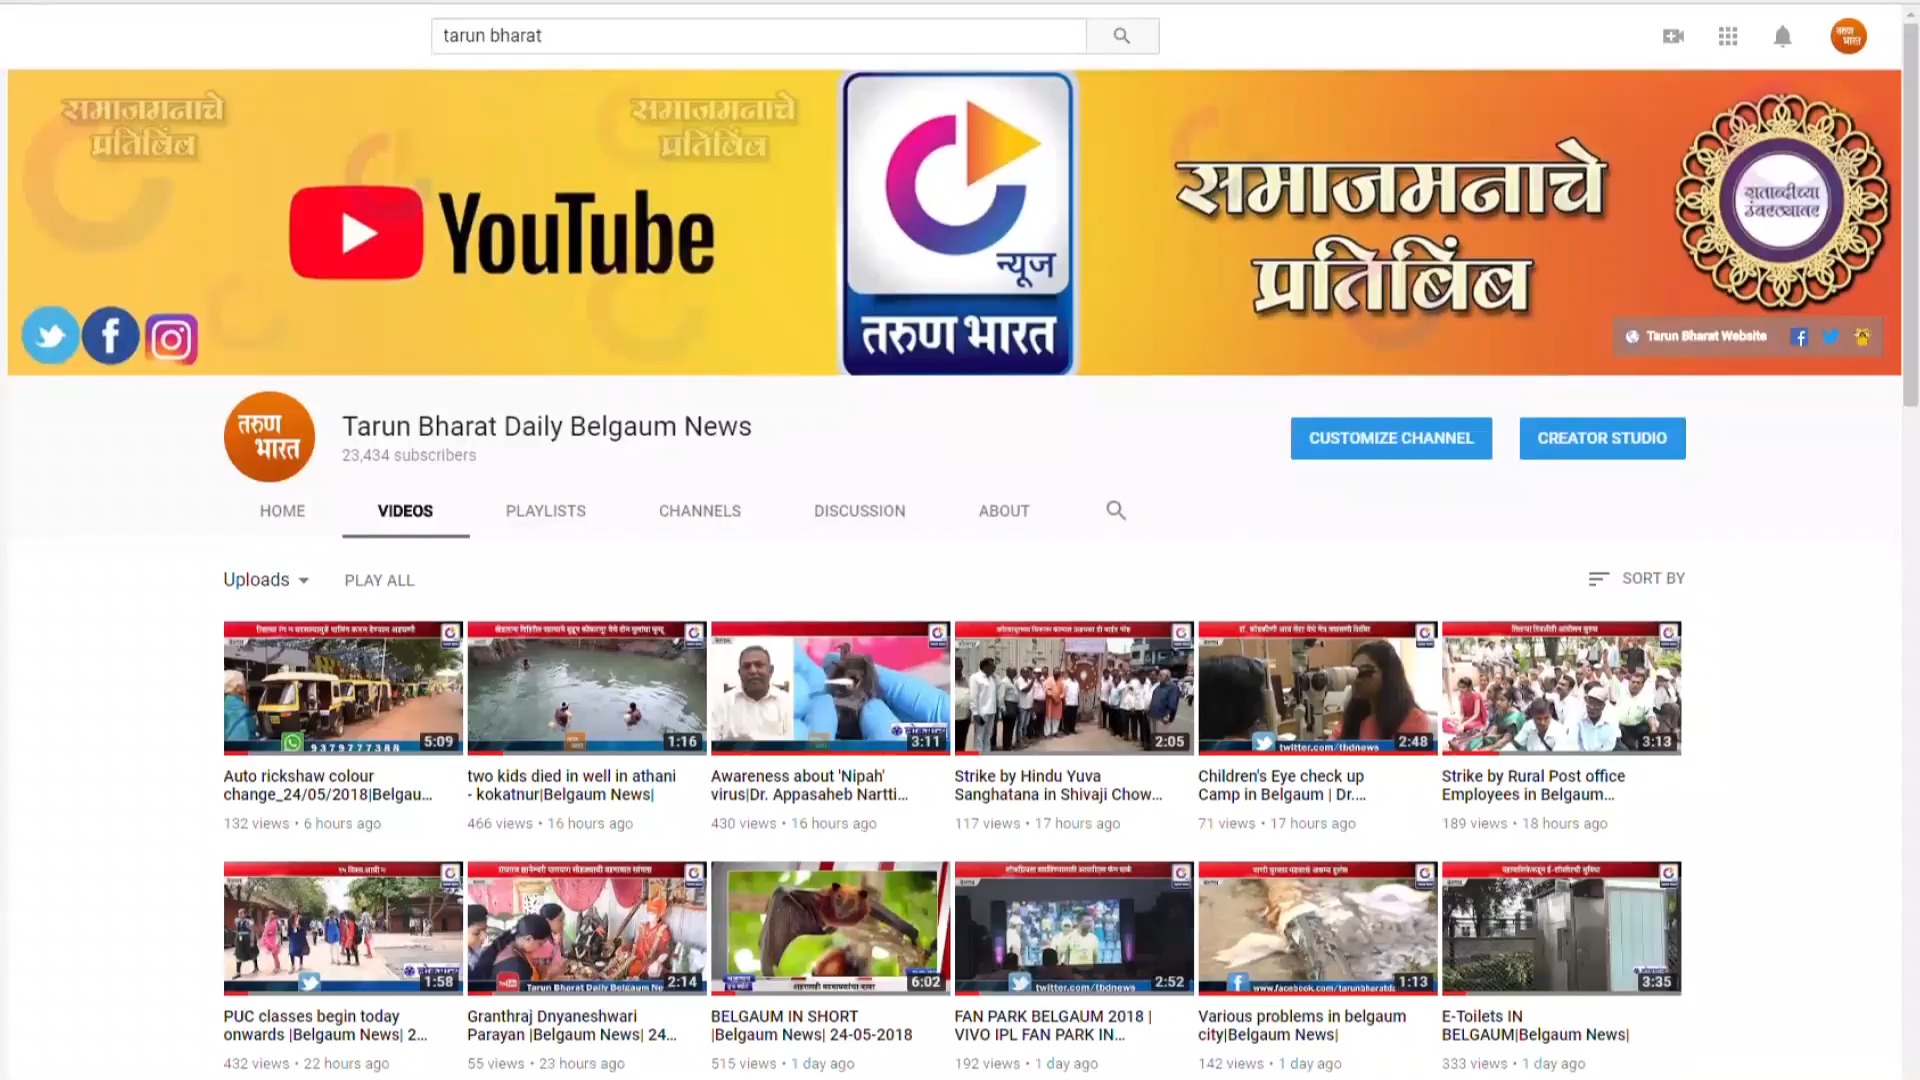 tarun bharat
समाजमनाचे
प्रतिबिंब
समाजमनाचे
प्रतिबिंब
YouTube
न्यूज
तरुण भारत
समाजमनाचे
प्रतिबिंब
शताब्दीच्या
उंबरठ्यावर
Tarun Bharat Website
तरुण
भारत
Tarun Bharat Daily Belgaum News
23,434 subscribers
CUSTOMIZE CHANNEL
CREATOR STUDIO
HOME
VIDEOS
PLAYLISTS
CHANNELS
DISCUSSION
ABOUT
Uploads
PLAY ALL
SORT BY
9379777388
5:09
1:16
3:11
2:05
twitter.com/tbdnews
2:48
3:13
Auto rickshaw colour
change_24/05/2018|Belgau...
132 views • 6 hours ago
two kids died in well in athani
- kokatnur|Belgaum News|
466 views • 16 hours ago
Awareness about 'Nipah'
virus|Dr. Appasaheb Nartti...
430 views • 16 hours ago
Strike by Hindu Yuva
Sanghatana in Shivaji Chow...
117 views • 17 hours ago
Children's Eye check up
Camp in Belgaum | Dr....
71 views • 17 hours ago
Strike by Rural Post office
Employees in Belgaum...
189 views • 18 hours ago
1:58
Tarun Bharat Daily Belgaum Ne
2:14
6:02
twitter.com/tbdnews
2:52
www.facebook.com/tarunbharatda
1:13
3:35
PUC classes begin today
onwards |Belgaum News| 2...
432 views • 22 hours ago
Granthraj Dnyaneshwari
Parayan |Belgaum News| 24...
55 views • 23 hours ago
BELGAUM IN SHORT
|Belgaum News| 24-05-2018
515 views • 1 day ago
FAN PARK BELGAUM 2018 |
VIVO IPL FAN PARK IN...
192 views • 1 day ago
Various problems in belgaum
city|Belgaum News|
142 views • 1 day ago
E-Toilets IN
BELGAUM|Belgaum News|
333 views • 1 day ago